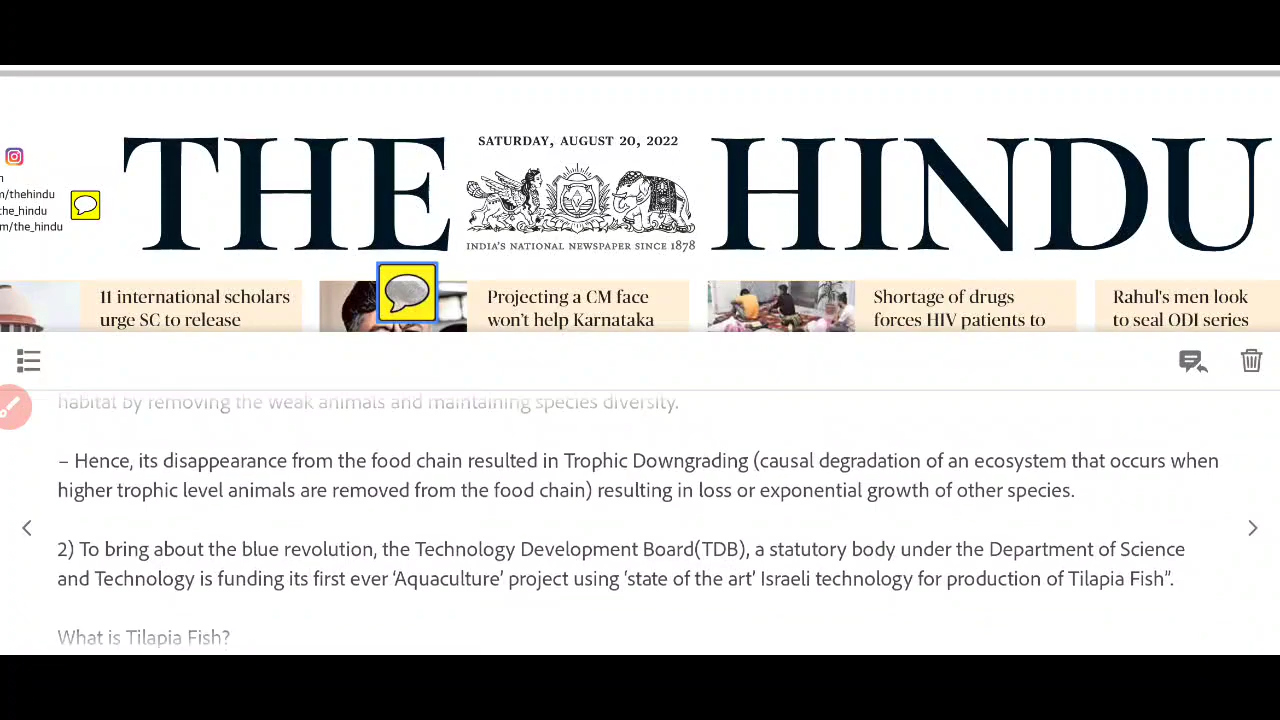 n
m/thehindu
the_hindu
m/the_hindu
THE HINDU
SATURDAY, AUGUST 20, 2022
INDIA'S NATIONAL NEWSPAPER SINCE 1878
11 international scholars
urge SC to release
Projecting a CM face
won't help Karnataka
Shortage of drugs
forces HIV patients to
Rahul's men look
to seal ODI series
habitat by removing the weak animals and maintaining species diversity.
– Hence, its disappearance from the food chain resulted in Trophic Downgrading (causal degradation of an ecosystem that occurs when
higher trophic level animals are removed from the food chain) resulting in loss or exponential growth of other species.
2) To bring about the blue revolution, the Technology Development Board(TDB), a statutory body under the Department of Science
and Technology is funding its first ever ‘Aquaculture’ project using ‘state of the art’ Israeli technology for production of Tilapia Fish”.
What is Tilapia Fish?